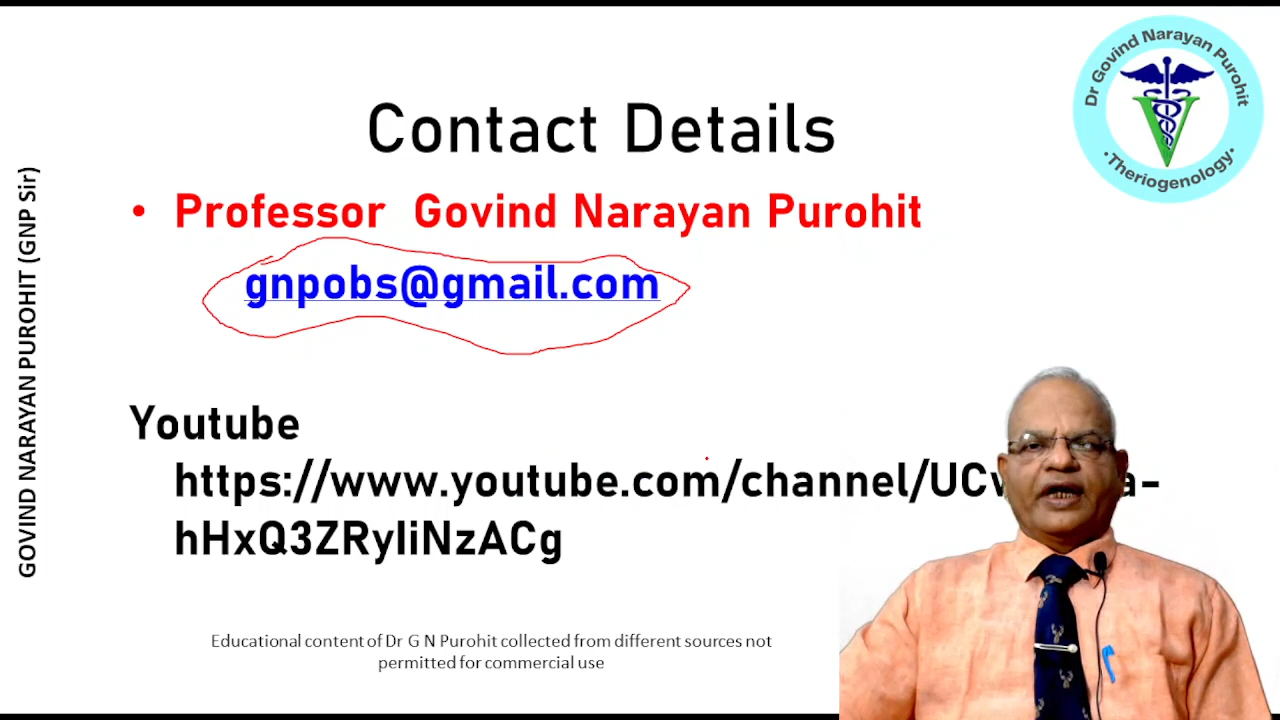 Dr Govind Narayan Purohit
•Theriogenology•
GOVIND NARAYAN PUROHIT (GNP Sir)
Contact Details
• Professor Govind Narayan Purohit
gnpobs@gmail.com
Youtube
https://www.youtube.com/channel/
hHxQ3ZRyIiNzACg
Educational content of Dr G N Purohit collected from different sources not
permitted for commercial use